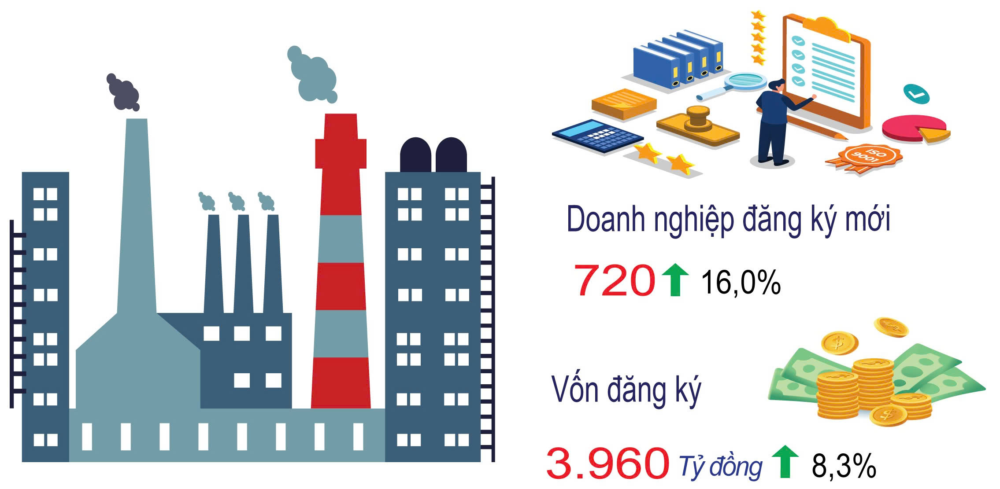 ISO
9001
Doanh nghiệp đăng ký mới
720 16,0%
Vốn đăng ký
3.960 Tỷ đồng 8,3%